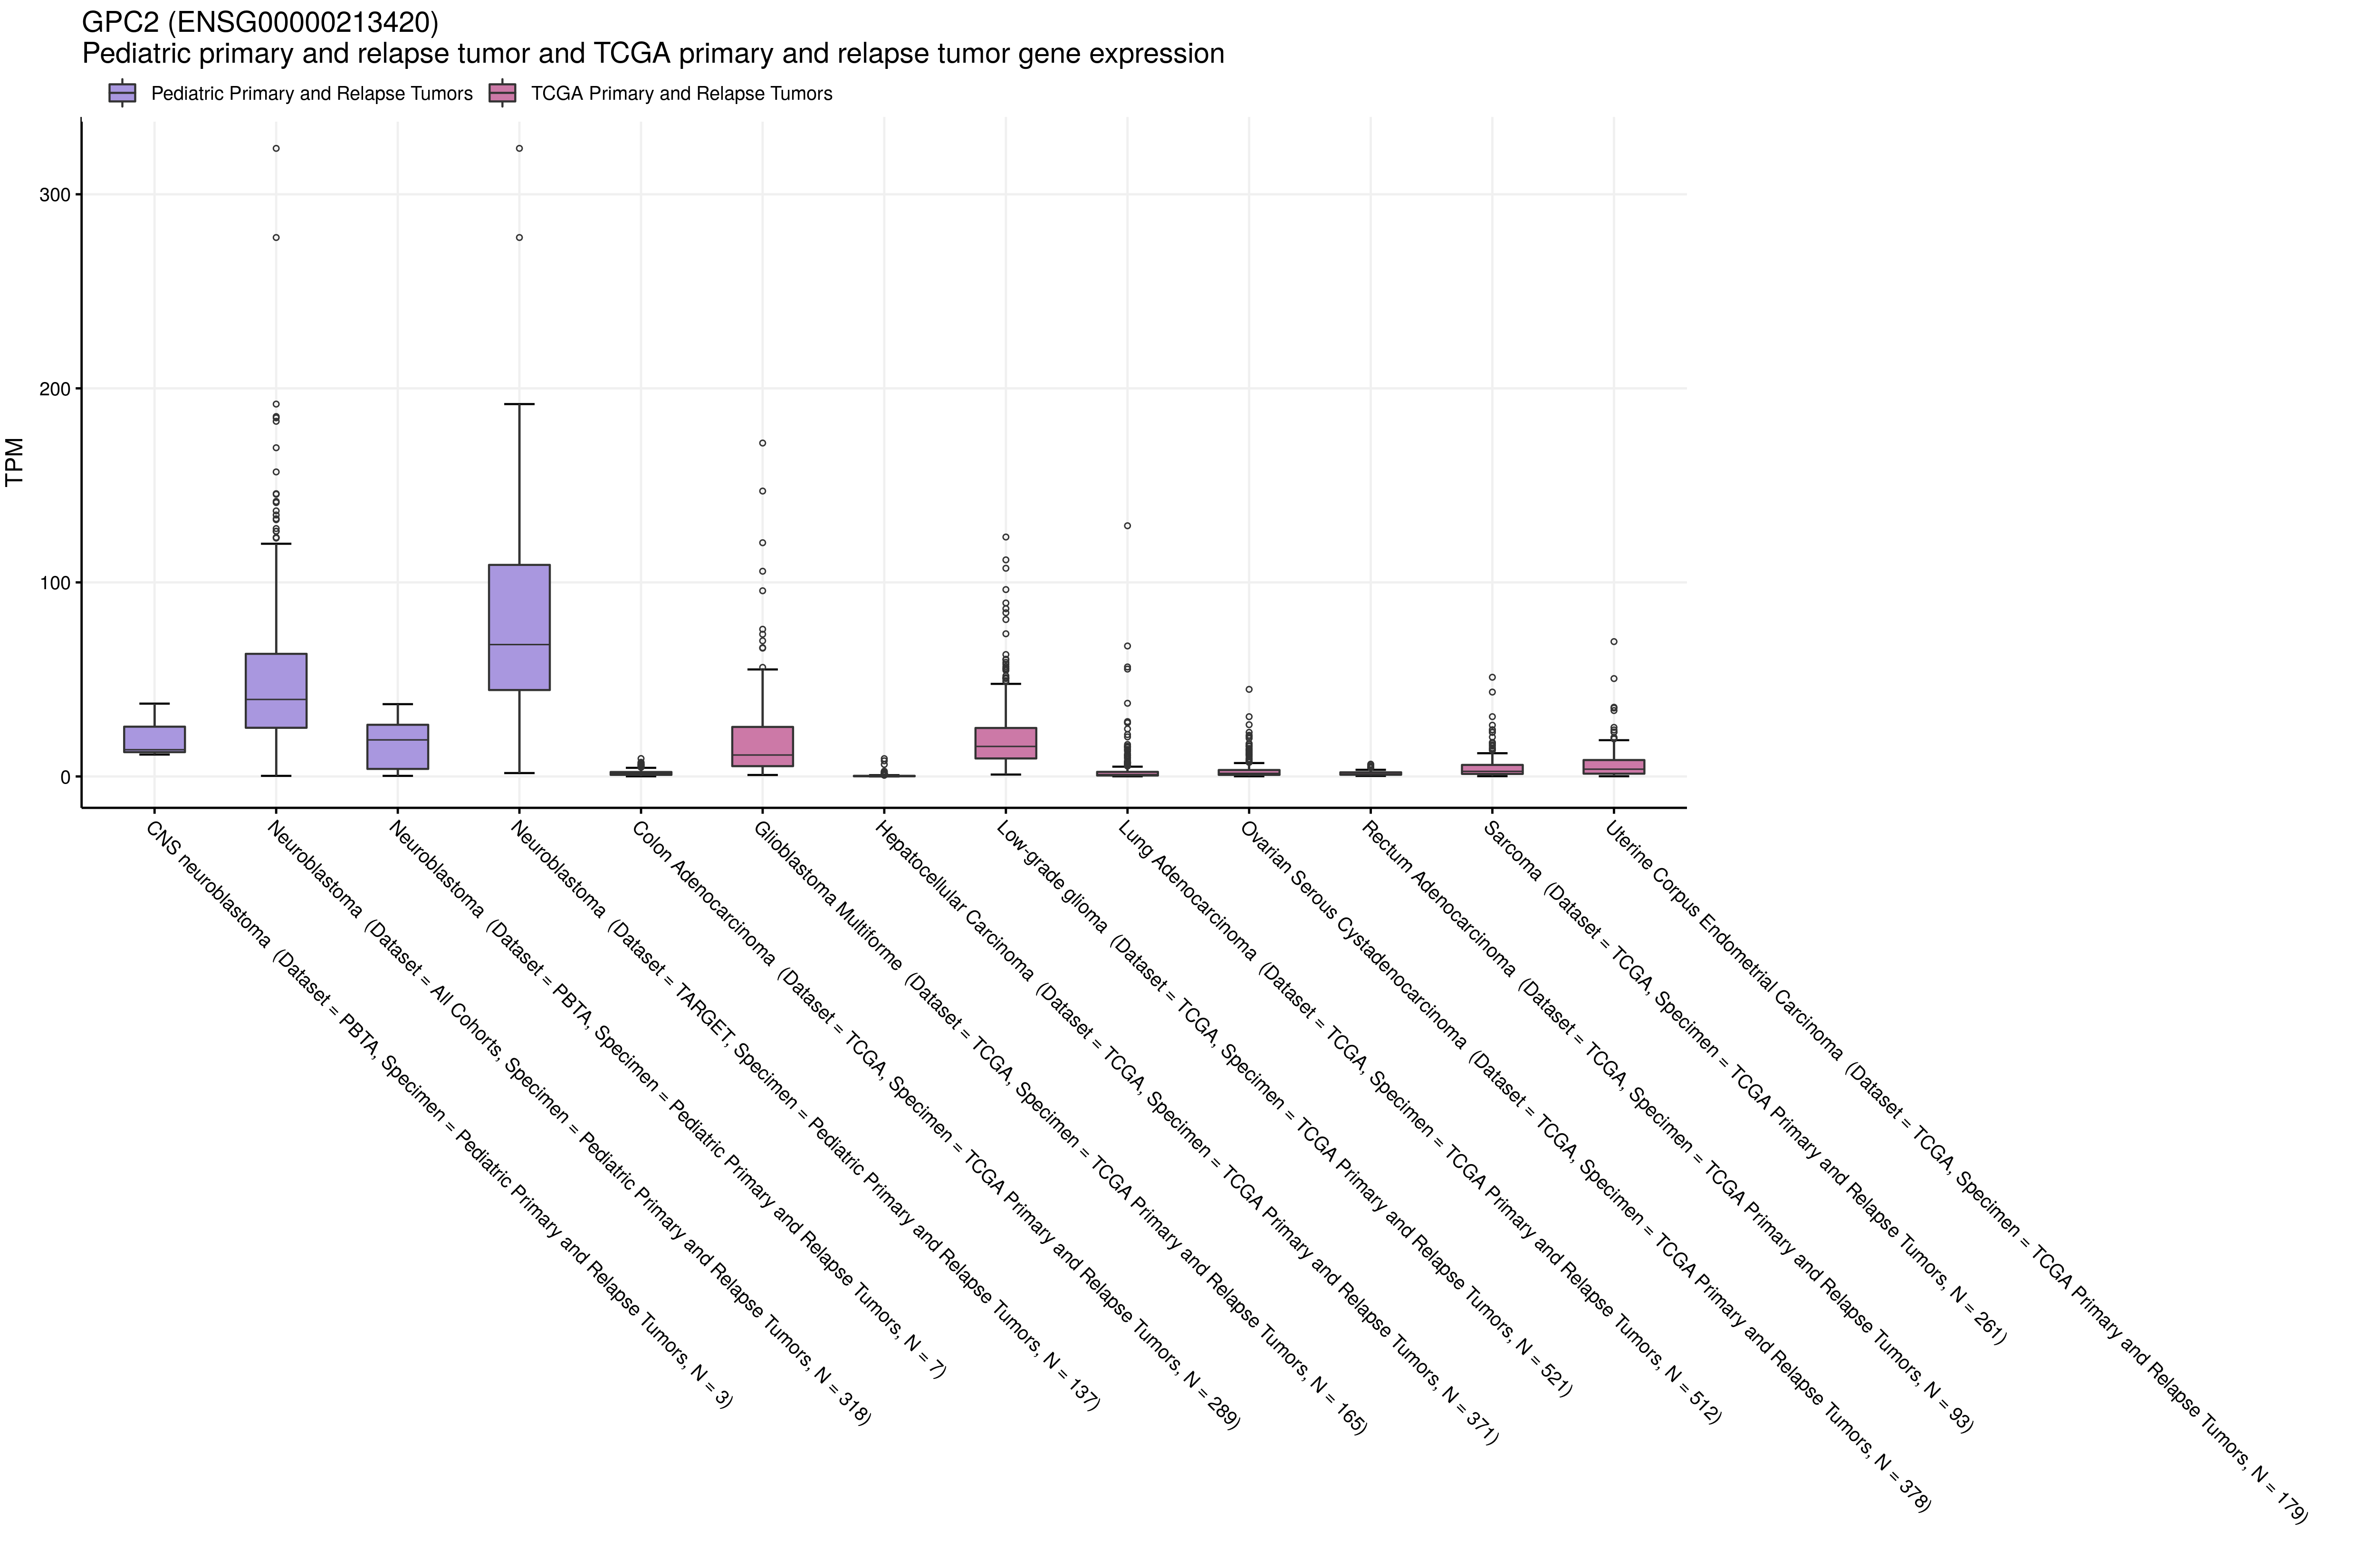 GPC2 (ENSG00000213420)
Pediatric primary and relapse tumor and TCGA primary and relapse tumor gene expression
Pediatric Primary and Relapse Tumors
TCGA Primary and Relapse Tumors
TPM
300
200
100
0
CNS neuroblastoma (Dataset = PBTA, Specimen = Pediatric Primary and Relapse Tumors, N = 3)
Neuroblastoma (Dataset = All Cohorts, Specimen = Pediatric Primary and Relapse Tumors, N = 318)
Neuroblastoma (Dataset = PBTA, Specimen = Pediatric Primary and Relapse Tumors, N = 7)
Neuroblastoma (Dataset = TARGET, Specimen = Pediatric Primary and Relapse Tumors, N = 137)
Colon Adenocarcinoma (Dataset = TCGA, Specimen = TCGA Primary and Relapse Tumors, N = 289)
Glioblastoma Multiforme (Dataset = TCGA, Specimen = TCGA Primary and Relapse Tumors, N = 165)
Hepatocellular Carcinoma (Dataset = TCGA, Specimen = TCGA Primary and Relapse Tumors, N = 371)
Low-grade glioma (Dataset = TCGA, Specimen = TCGA Primary and Relapse Tumors, N = 521)
Lung Adenocarcinoma (Dataset = TCGA, Specimen = TCGA Primary and Relapse Tumors, N = 512)
Ovarian Serous Cystadenocarcinoma (Dataset = TCGA, Specimen = TCGA Primary and Relapse Tumors, N = 378)
Rectum Adenocarcinoma (Dataset = TCGA, Specimen = TCGA Primary and Relapse Tumors, N = 93)
Sarcoma (Dataset = TCGA, Specimen = TCGA Primary and Relapse Tumors, N = 261)
Uterine Corpus Endometrial Carcinoma (Dataset = TCGA, Specimen = TCGA Primary and Relapse Tumors, N = 179)